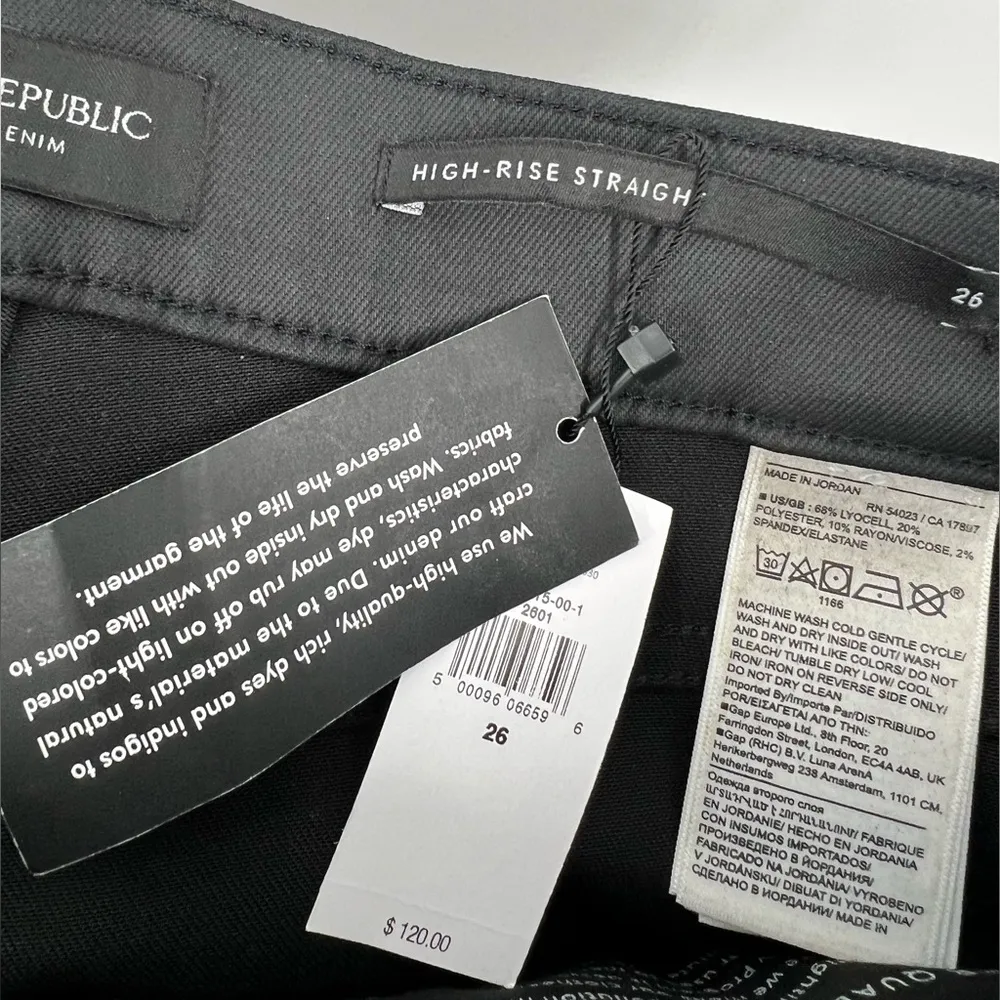 EPUBLIC
ENIM
HIGH-RISE STRAIGH
26
We use high-quality, rich dyes and indigos to
craft our denim. Due to the material's natural
characteristics, dye may rub off on light-colored
fabrics. Wash and dry inside out with like colors to
preserve the life of the garment.
15-00-1
2601
5 00096 06659 6
26
$ 120.00
MADE IN JORDAN
RN 54023 / CA 17897
US/GB : 68% LYOCELL, 20%
POLYESTER, 10% RAYON/VISCOSE, 2%
SPANDEX/ELASTANE
30
1166
MACHINE WASH COLD GENTLE CYCLE/
WASH AND DRY INSIDE OUT/ WASH
AND DRY WITH LIKE COLORS/ DO NOT
BLEACH/ TUMBLE DRY LOW/ COOL
IRON/ IRON ON REVERSE SIDE ONLY/
DO NOT DRY CLEAN
Imported By/Importe Par/DISTRIBUIDO
POR/ΕΙΣΑΓΕΤΑΙ ΑΠΟ ΤΗΝ:
Gap Europe Ltd., 8th Floor, 20
Farringdon Street, London, EC4A 4AB, UK
Gap (RHC) B.V. Luna ArenA
Herikerbergweg 238 Amsterdam, 1101 CM,
Netherlands
Одежда второго слоя
FABRIQUE
EN JORDANIE/ HECHO EN JORDANIA
CON INSUMOS IMPORTADOS/
ПРОИЗВЕДЕНО В ИОРДАНИЯ/
FABRICADO NA JORDÂNIA/ VYROBENO
V JORDÁNSKU/ DIBUAT DI YORDANIA/
СДЕЛАНО В ИОРДАНИИ/ MADE IN